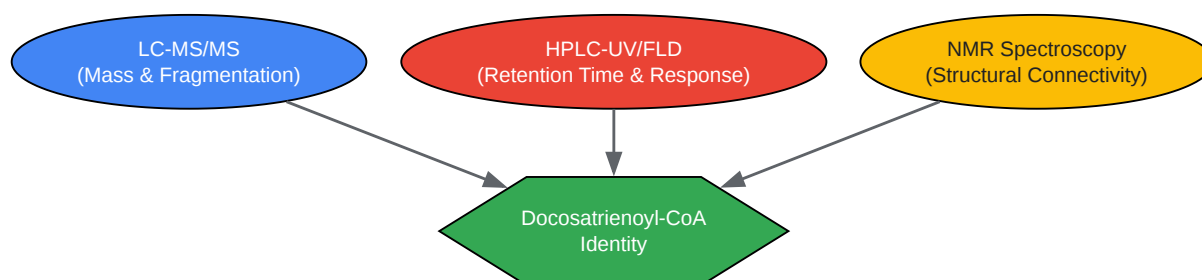 LC-MS/MS
(Mass & Fragmentation)
HPLC-UV/FLD
(Retention Time & Response)
NMR Spectroscopy
(Structural Connectivity)
Docosatrienoyl-CoA
Identity